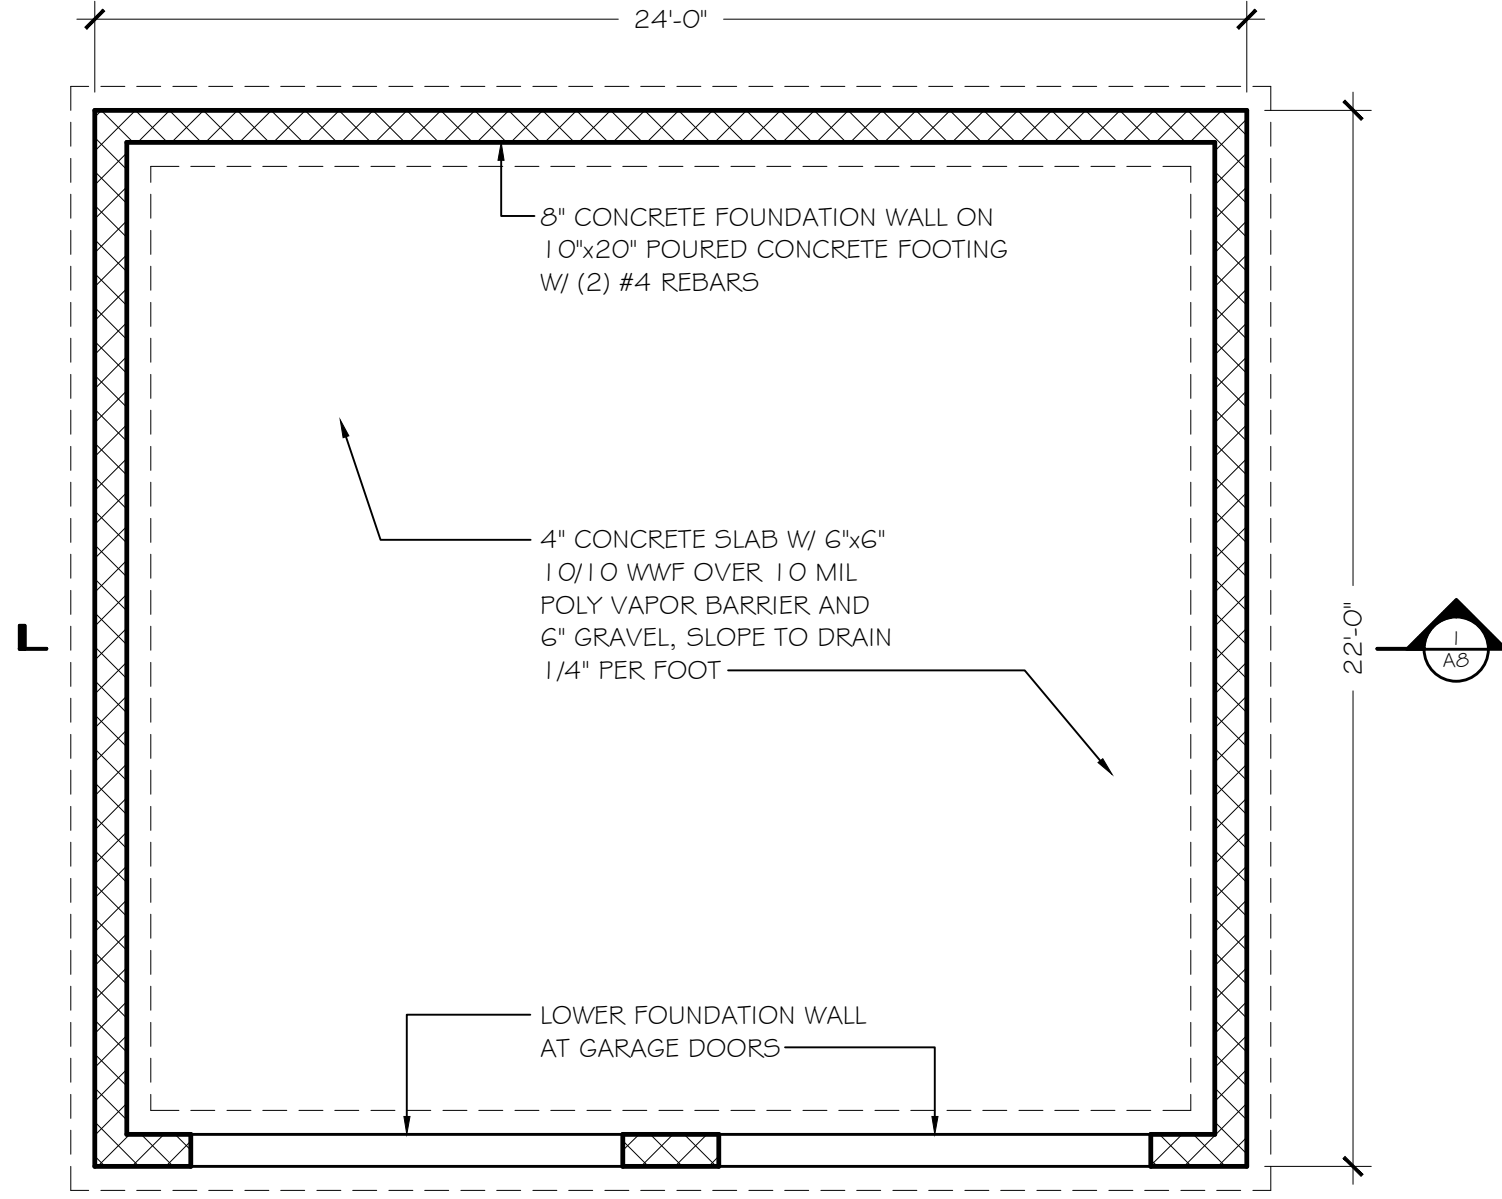 24'-0"
8" CONCRETE FOUNDATION WALL ON
10"x20" POURED CONCRETE FOOTING
W/ (2) #4 REBARS
4" CONCRETE SLAB W/ 6"x6"
10/10 WWF OVER 10 MIL
POLY VAPOR BARRIER AND
6" GRAVEL, SLOPE TO DRAIN
1/4" PER FOOT
22'-0"
1
A8
LOWER FOUNDATION WALL
AT GARAGE DOORS